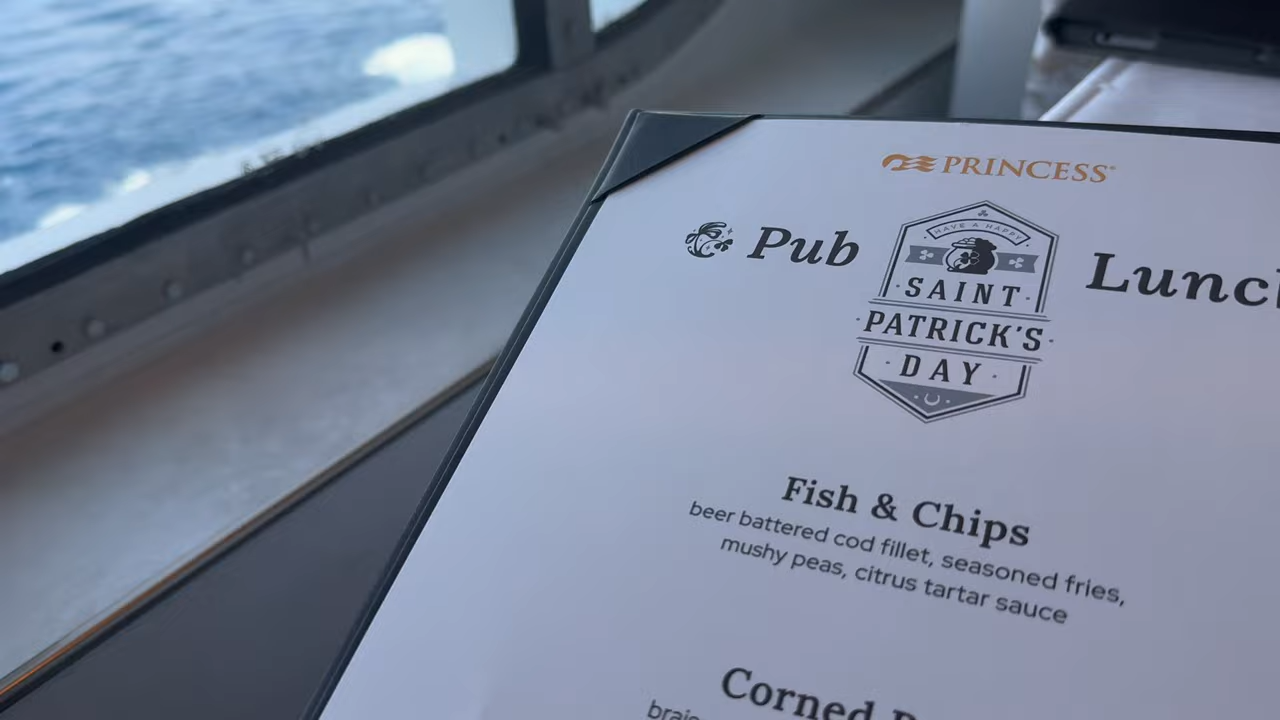 PRINCESS®
Pub
HAVE A HAPPY
SAINT
PATRICK'S
DAY
Fish & Chips
beer battered cod fillet, seasoned fries,
mushy peas, citrus tartar sauce
Corned